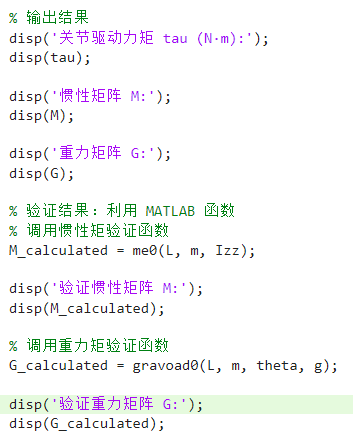 % 输出结果
disp('关节驱动力矩 tau (N·m):');
disp(tau);
disp('惯性矩阵 M:');
disp(M);
disp('重力矩阵 G:');
disp(G);
% 验证结果：利用 MATLAB 函数
% 调用惯性矩验证函数
M_calculated = me0(L, m, Izz);
disp('验证惯性矩阵 M:');
disp(M_calculated);
% 调用重力矩验证函数
G_calculated = gravoad0(L, m, theta, g);
disp('验证重力矩阵 G:');
disp(G_calculated);